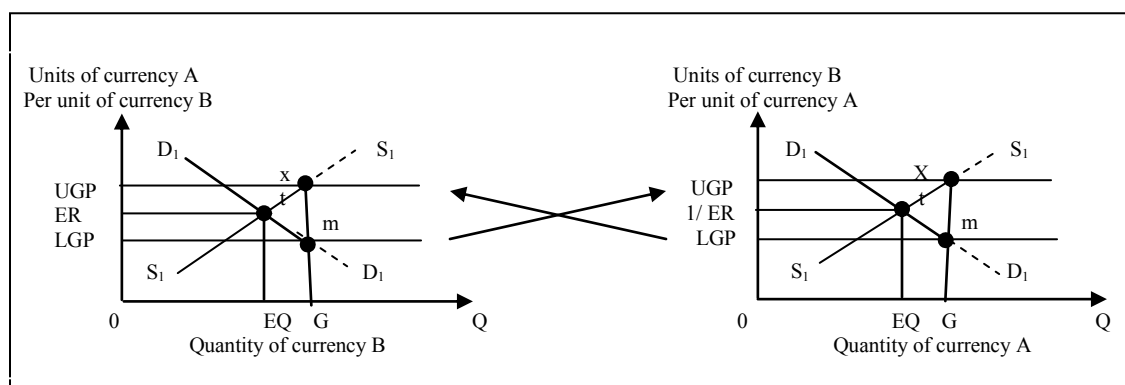 Units of currency A
Per unit of currency B
D1
S1
x
UGP
t
ER
m
LGP
S1
D1
0
EQ
G
Q
Quantity of currency B
Units of currency B
Per unit of currency A
D1
S1
X
UGP
t
1/ ER
m
LGP
S1
D1
0
EQ
G
Q
Quantity of currency A